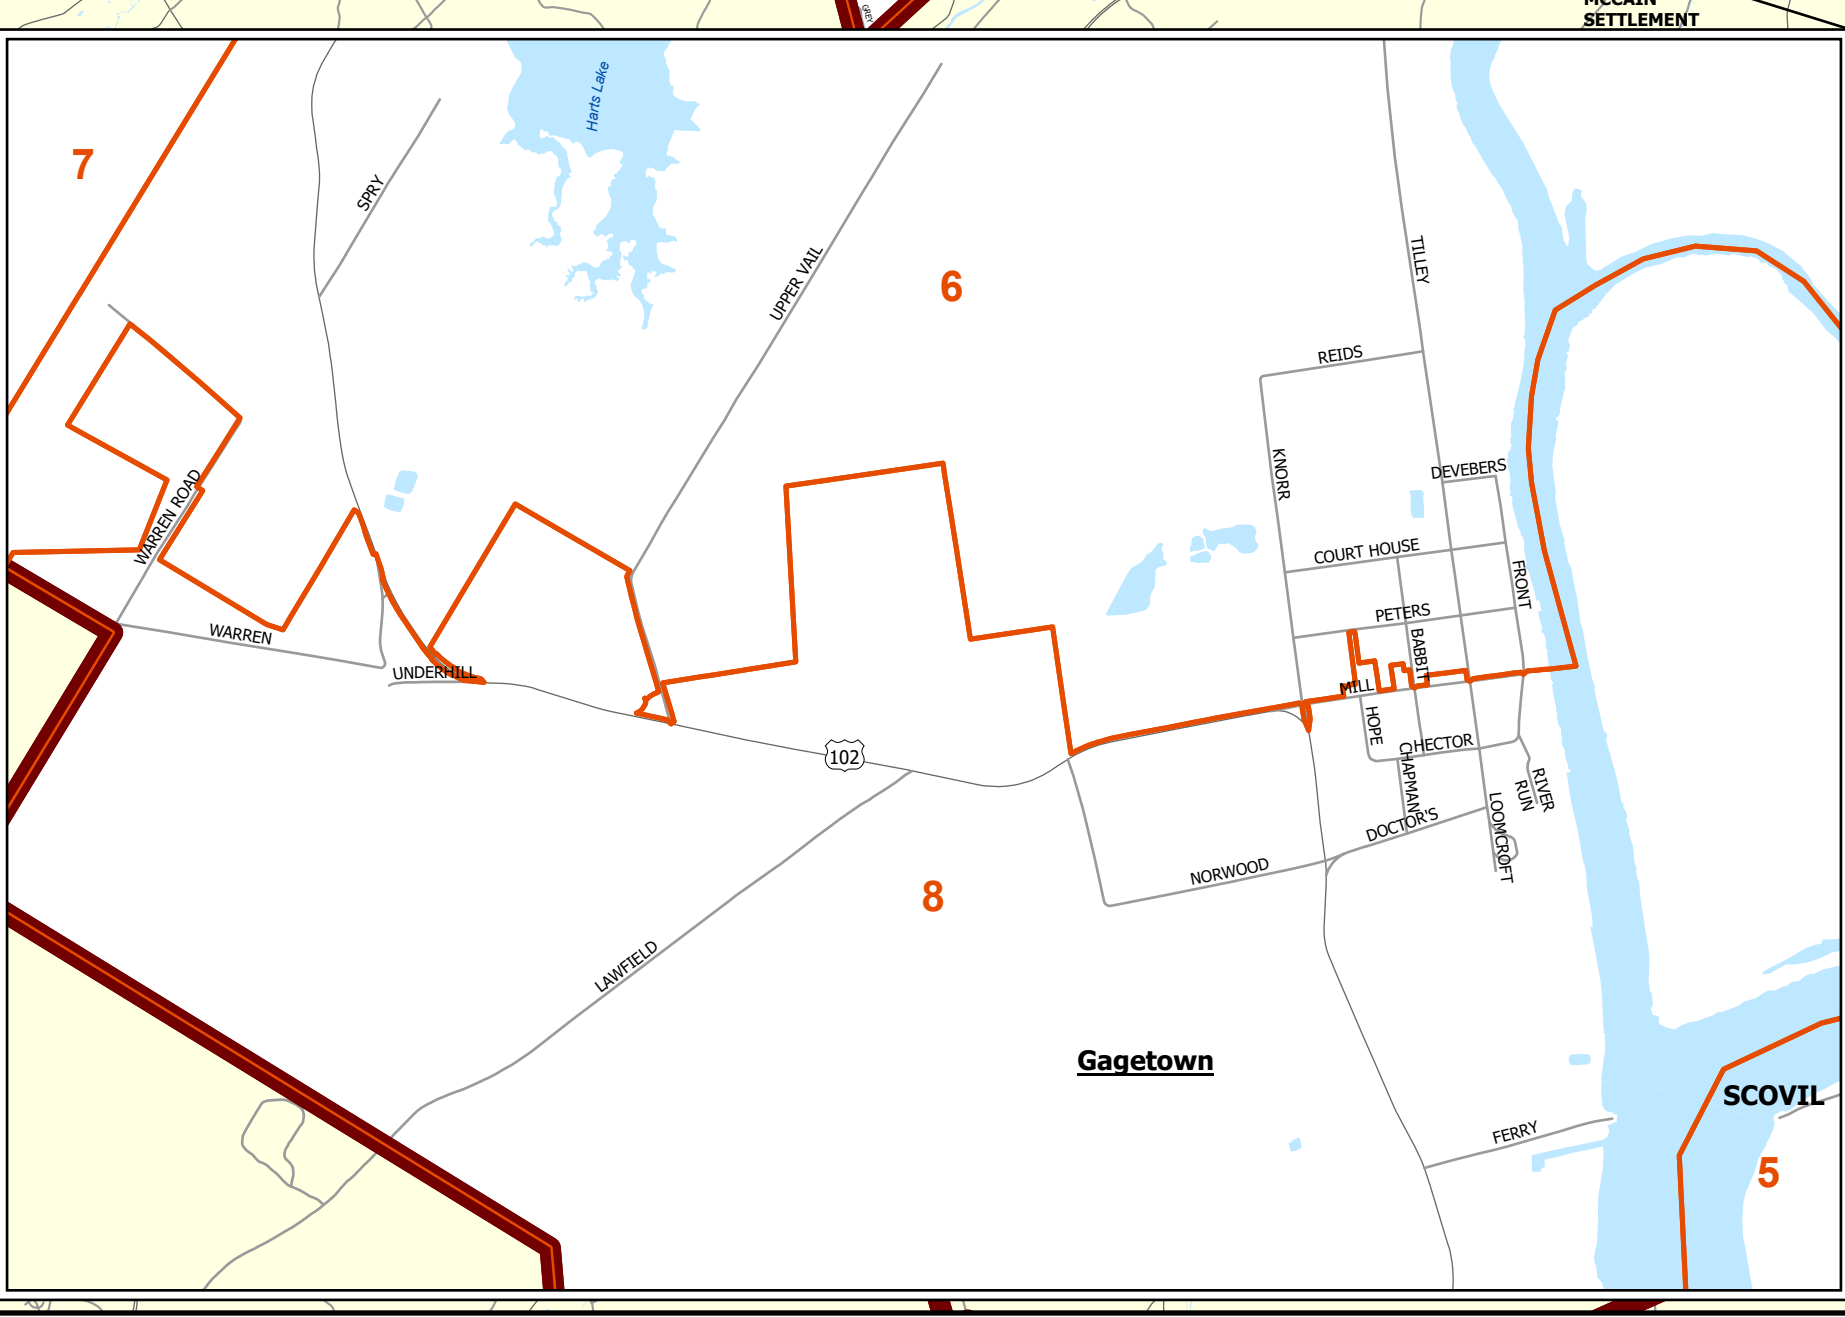 GREY
MCCAIN
SETTLEMENT
Harts Lake
7
SPRY
TILLEY
UPPER VAIL
6
REIDS
KNORR
DEVEBERS
WARREN ROAD
COURT HOUSE
FRONT
PETERS
WARREN
BABBIT
UNDERHILL
MILL
HOPE
102
HECTOR
CHAPMAN
RIVER
RUN
LOOMCROFT
DOCTOR'S
NORWOOD
8
LAWFIELD
Gagetown
SCOVIL
FERRY
5